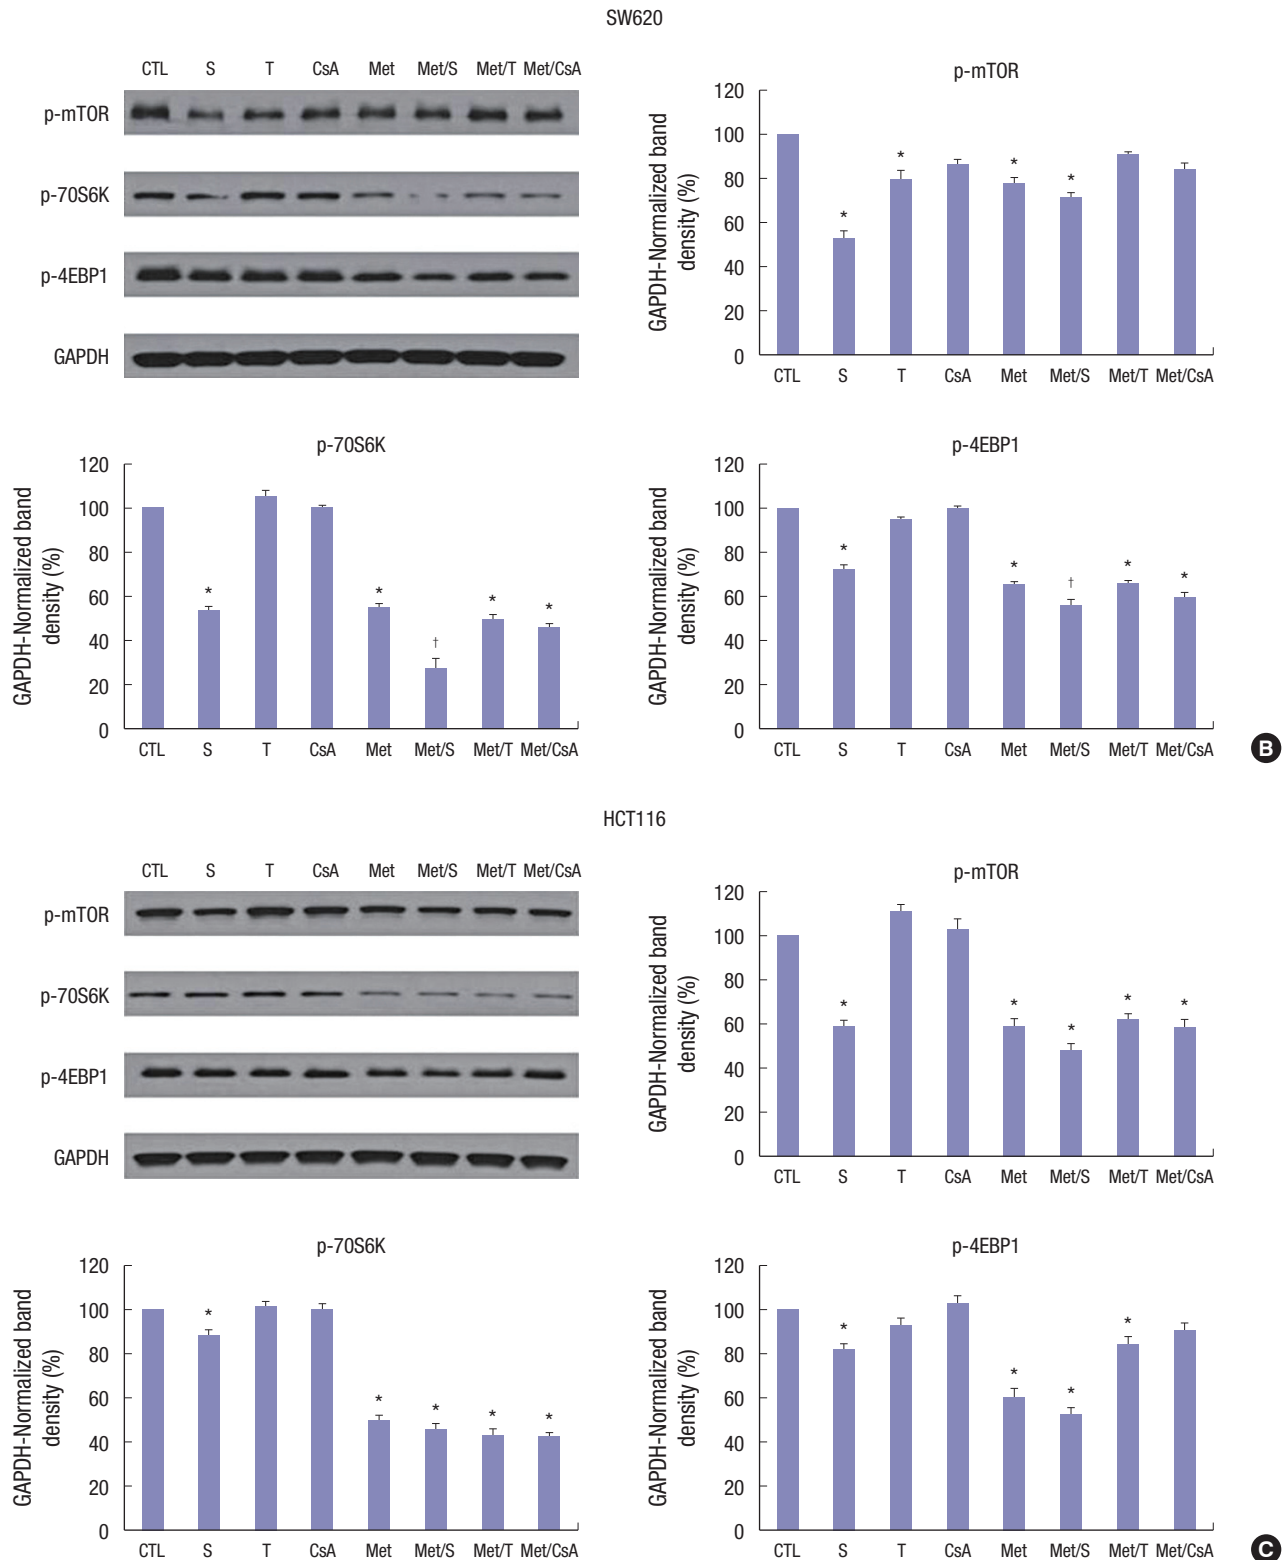 SW620
CTL S T CsA Met Met/S Met/T Met/CsA
p-mTOR
p-70S6K
p-4EBP1
GAPDH
p-mTOR
GAPDH-Normalized band
density (%)
120
100
80
60
40
20
0
* * * *
CTL S T CsA Met Met/S Met/T Met/CsA
p-70S6K
GAPDH-Normalized band
density (%)
120
100
80
60
40
20
0
* * † * *
CTL S T CsA Met Met/S Met/T Met/CsA
p-4EBP1
GAPDH-Normalized band
density (%)
120
100
80
60
40
20
0
* * † * *
CTL S T CsA Met Met/S Met/T Met/CsA
B
HCT116
CTL S T CsA Met Met/S Met/T Met/CsA
p-mTOR
p-70S6K
p-4EBP1
GAPDH
p-mTOR
GAPDH-Normalized band
density (%)
120
100
80
60
40
20
0
* * * * *
CTL S T CsA Met Met/S Met/T Met/CsA
p-70S6K
GAPDH-Normalized band
density (%)
120
100
80
60
40
20
0
* * * * *
CTL S T CsA Met Met/S Met/T Met/CsA
p-4EBP1
GAPDH-Normalized band
density (%)
120
100
80
60
40
20
0
* * * *
CTL S T CsA Met Met/S Met/T Met/CsA
C